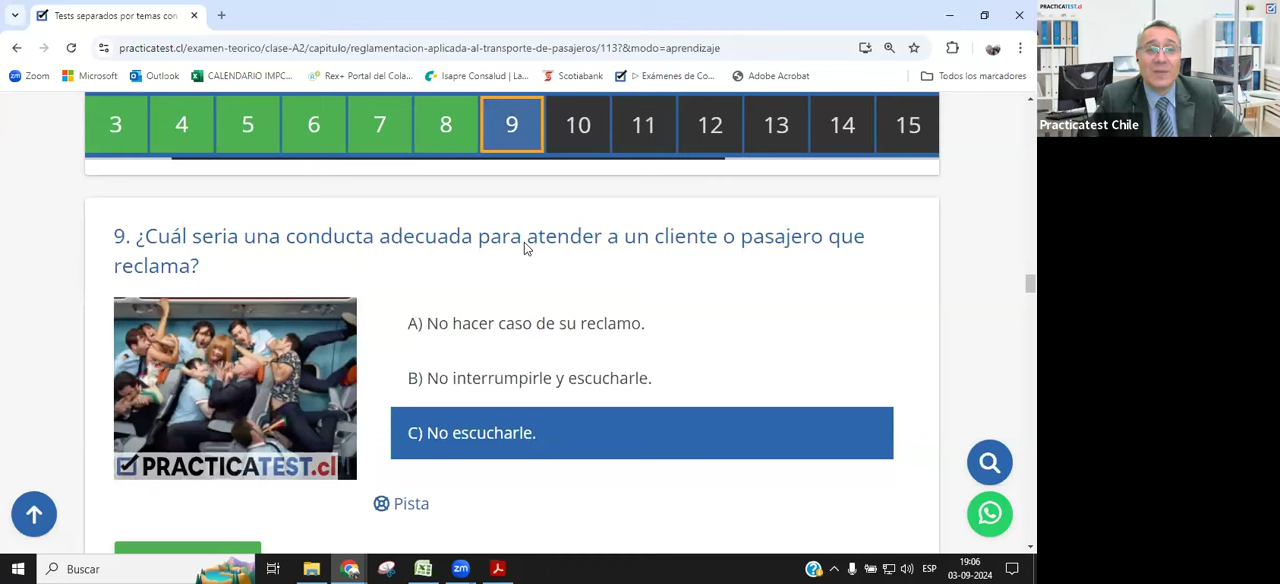 Tests separados por temas con
practicatest.cl/examen-teorico/clase-A2/capitulo/reglamentacion-aplicada-al-transporte-de-pasajeros/113?&modo=aprendizaje
Zoom
Microsoft
Outlook
CALENDARIO IMPC...
Rex+ Portal del Cola...
Isapre Consalud | La...
Scotiabank
▷ Exámenes de Co...
Adobe Acrobat
Todos los marcadores
PRACTICATEST.cl
Practicatest Chile
3 4 5 6 7 8 9 10 11 12 13 14 15
9. ¿Cuál seria una conducta adecuada para atender a un cliente o pasajero que
reclama?
A) No hacer caso de su reclamo.
B) No interrumpirle y escucharle.
C) No escucharle.
PRACTICATEST.cl
Pista
Buscar
ESP
19:06
03-09-2024